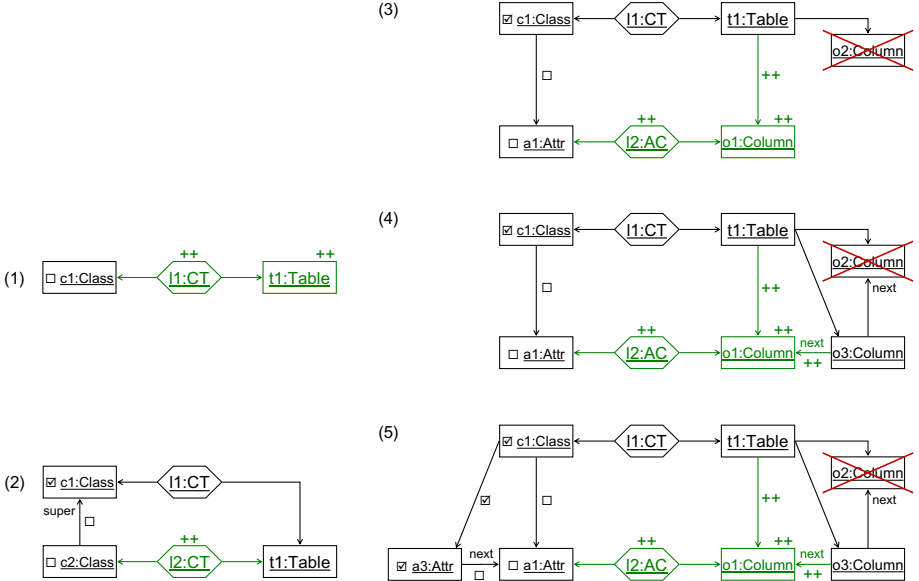 (3)
☑ c1:Class
l1:CT
t1:Table
o2:Column
☐
++
++
++
☐ a1:Attr
l2:AC
o1:Column
(4)
☑ c1:Class
l1:CT
t1:Table
o2:Column
next
☐
++
++
++
next
++
☐ a1:Attr
l2:AC
o1:Column
o3:Column
(1)
++
++
☐ c1:Class
l1:CT
t1:Table
(5)
☑ c1:Class
l1:CT
t1:Table
o2:Column
next
☑
☐
++
++
++
next
++
☑ a3:Attr
next
☐
☐ a1:Attr
l2:AC
o1:Column
o3:Column
(2)
☑ c1:Class
l1:CT
super
☐
++
☐ c2:Class
l2:CT
t1:Table